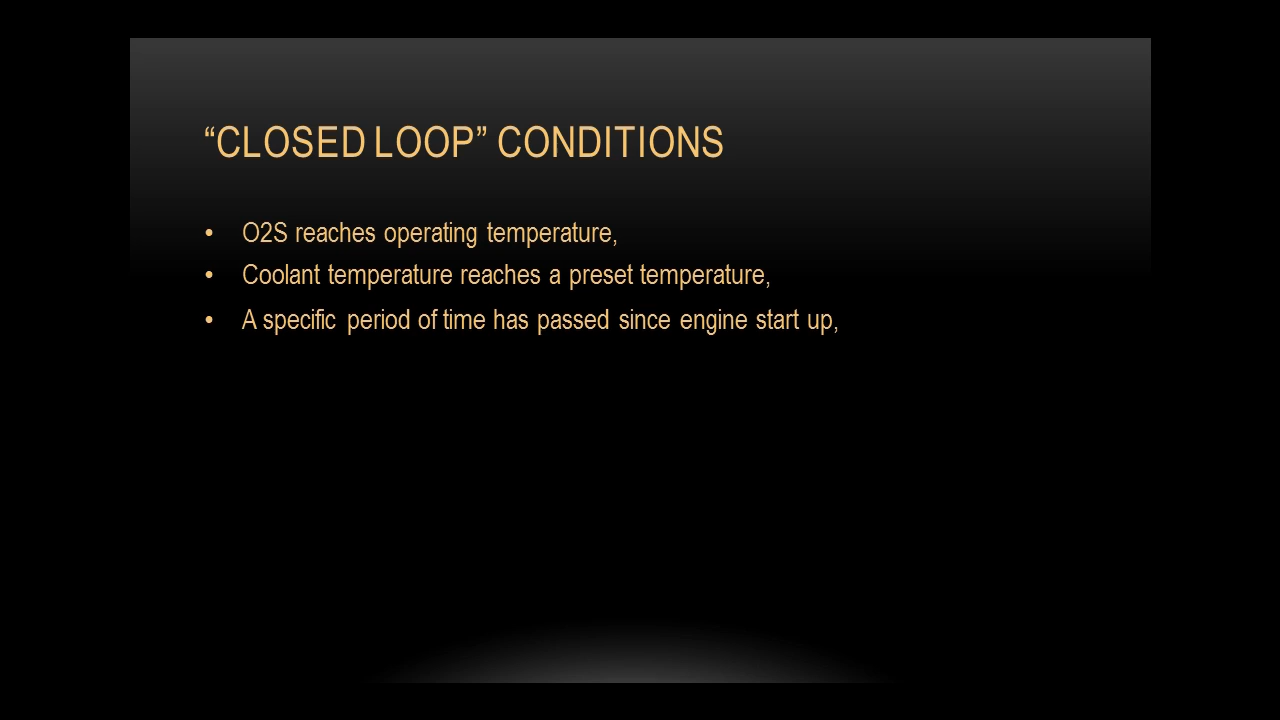 “CLOSED LOOP” CONDITIONS
• O2S reaches operating temperature,
• Coolant temperature reaches a preset temperature,
• A specific period of time has passed since engine start up,